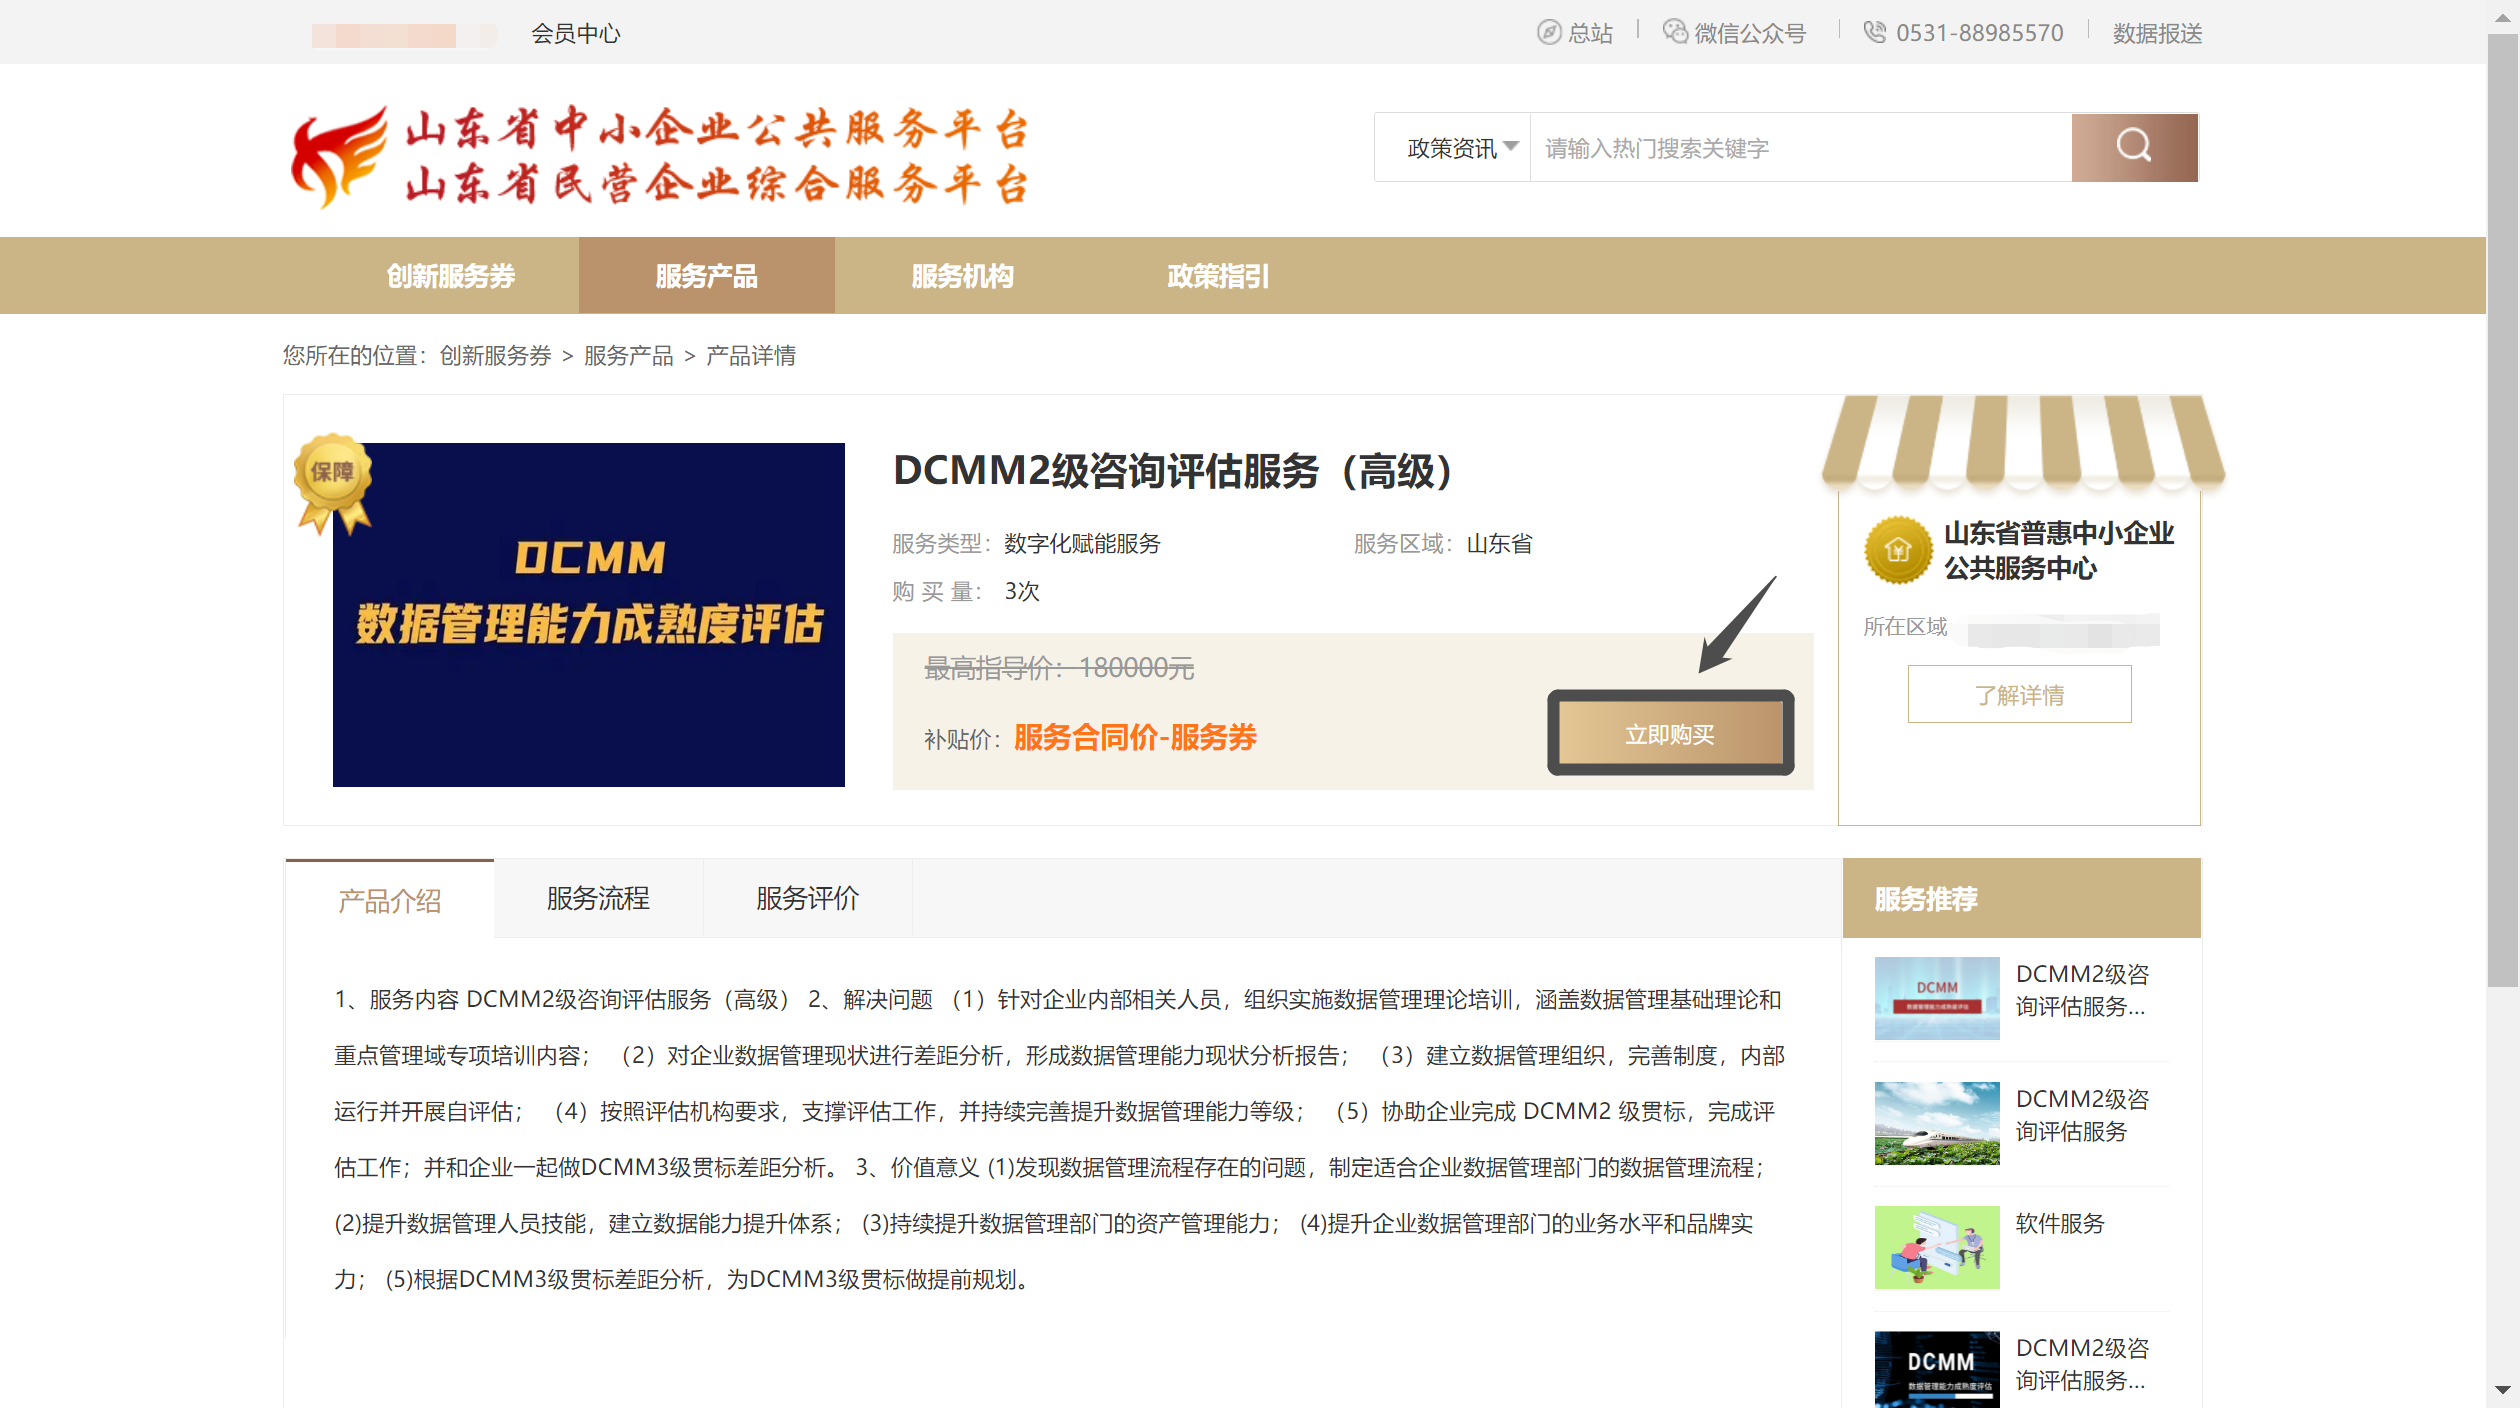 会员中心
总站
微信公众号
0531-88985570
数据报送
山东省中小企业公共服务平台
山东省民营企业综合服务平台
政策资讯
请输入热门搜索关键字
创新服务券
服务产品
服务机构
政策指引
您所在的位置：创新服务券 > 服务产品 > 产品详情
保障
DCMM
数据管理能力成熟度评估
DCMM2级咨询评估服务（高级）
服务类型：数字化赋能服务
服务区域：山东省
购 买 量： 3次
最高指导价：180000元
补贴价：服务合同价-服务券
立即购买
山东省普惠中小企业
公共服务中心
所在区域
了解详情
产品介绍
服务流程
服务评价
1、服务内容 DCMM2级咨询评估服务（高级） 2、解决问题 （1）针对企业内部相关人员，组织实施数据管理理论培训，涵盖数据管理基础理论和
重点管理域专项培训内容； （2）对企业数据管理现状进行差距分析，形成数据管理能力现状分析报告； （3）建立数据管理组织，完善制度，内部
运行并开展自评估； （4）按照评估机构要求，支撑评估工作，并持续完善提升数据管理能力等级； （5）协助企业完成 DCMM2 级贯标，完成评
估工作；并和企业一起做DCMM3级贯标差距分析。 3、价值意义 (1)发现数据管理流程存在的问题，制定适合企业数据管理部门的数据管理流程；
(2)提升数据管理人员技能，建立数据能力提升体系； (3)持续提升数据管理部门的资产管理能力； (4)提升企业数据管理部门的业务水平和品牌实
力； (5)根据DCMM3级贯标差距分析，为DCMM3级贯标做提前规划。
服务推荐
DCMM
数据管理能力成熟度评估
DCMM2级咨
询评估服务...
DCMM2级咨
询评估服务
软件服务
DCMM
数据管理能力成熟度评估
DCMM2级咨
询评估服务...